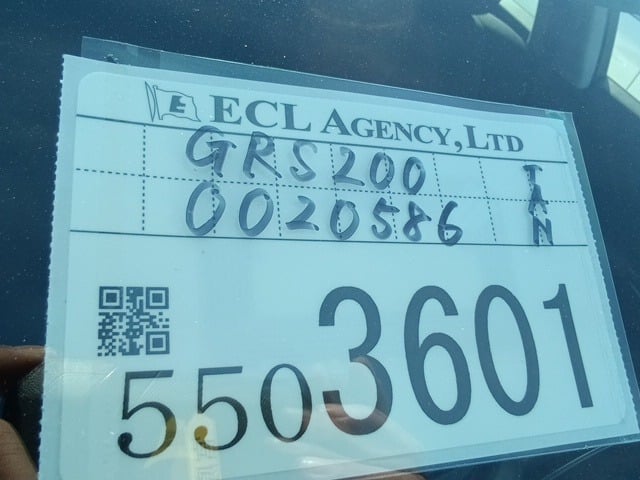 E ECL AGENCY, LTD
GRS200
0020586
TAN
5503601